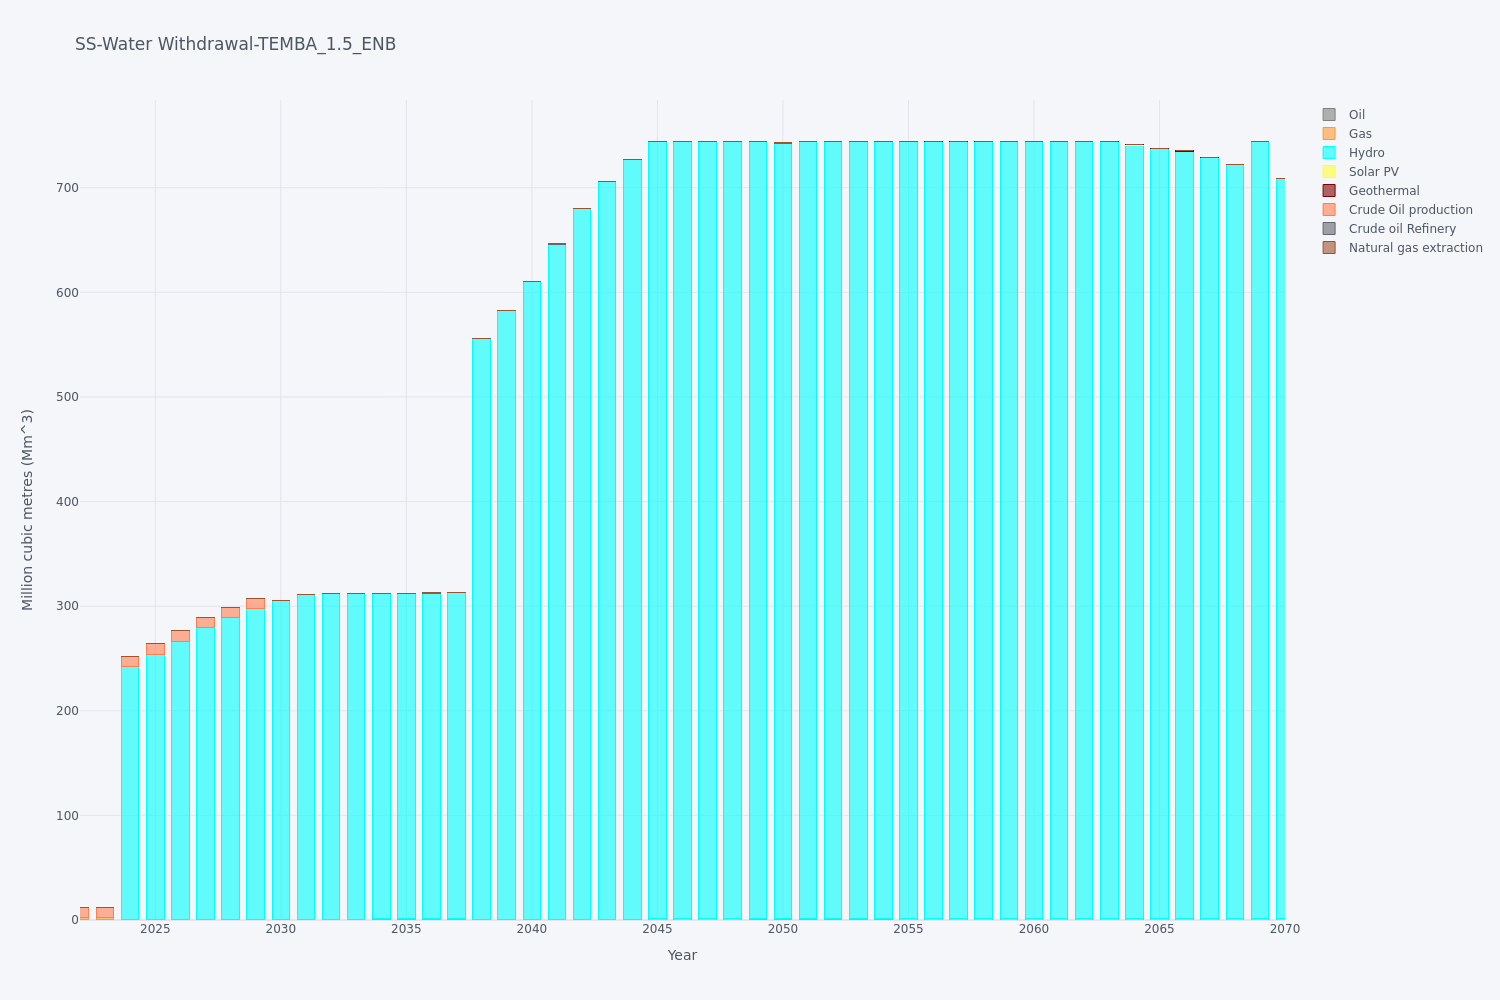 SS-Water Withdrawal-TEMBA_1.5_ENB
Oil
Gas
Hydro
Solar PV
Geothermal
Crude Oil production
Crude oil Refinery
Natural gas extraction
Million cubic metres (Mm^3)
700
600
500
400
300
200
100
0
2025 2030 2035 2040 2045 2050 2055 2060 2065 2070
Year